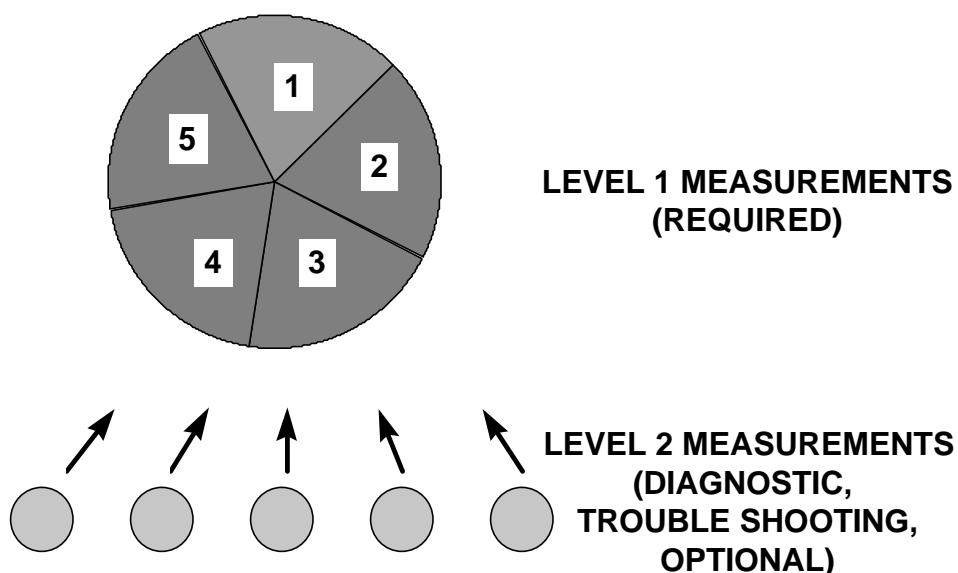 1
5
2
4
3
LEVEL 1 MEASUREMENTS
(REQUIRED)
LEVEL 2 MEASUREMENTS
(DIAGNOSTIC,
TROUBLE SHOOTING,
OPTIONAL)